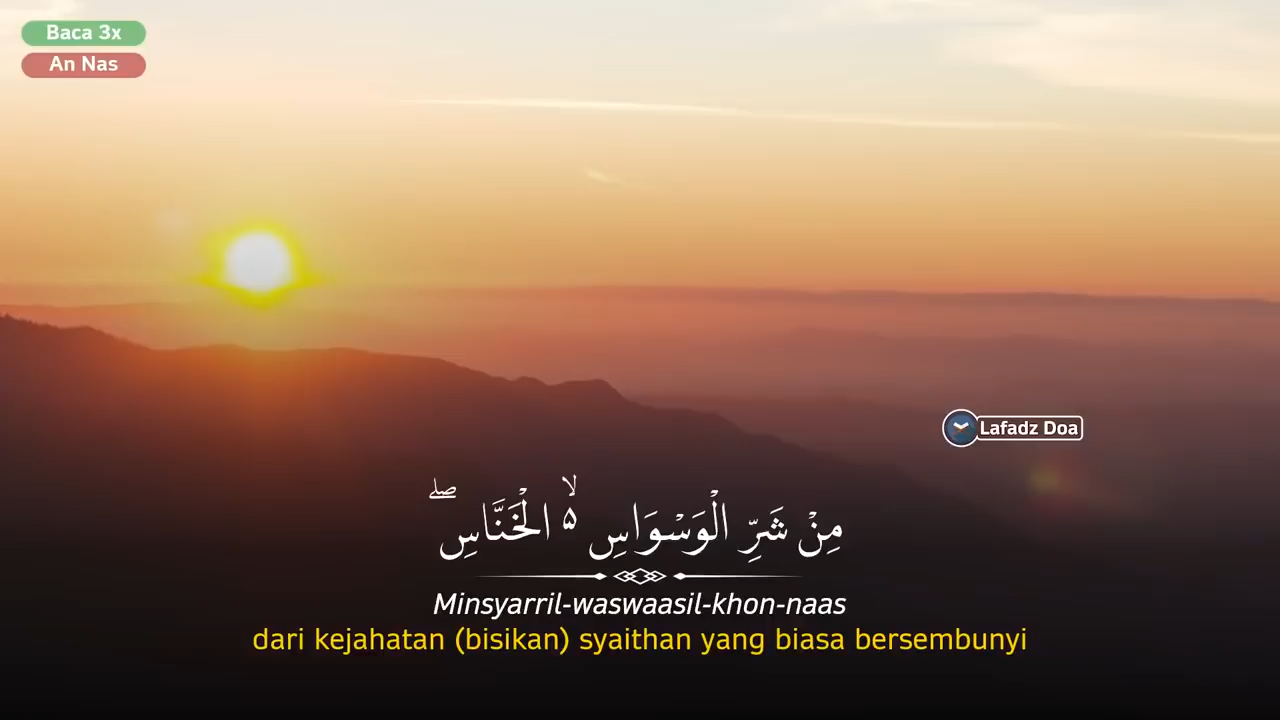 Baca 3x
An Nas
Lafadz Doa
مِنْ شَرِّ الْوَسْوَاسِ ەۙ الْخَنَّاسِۖ
Minsyarril-waswaasil-khon-naas
dari kejahatan (bisikan) syaithan yang biasa bersembunyi